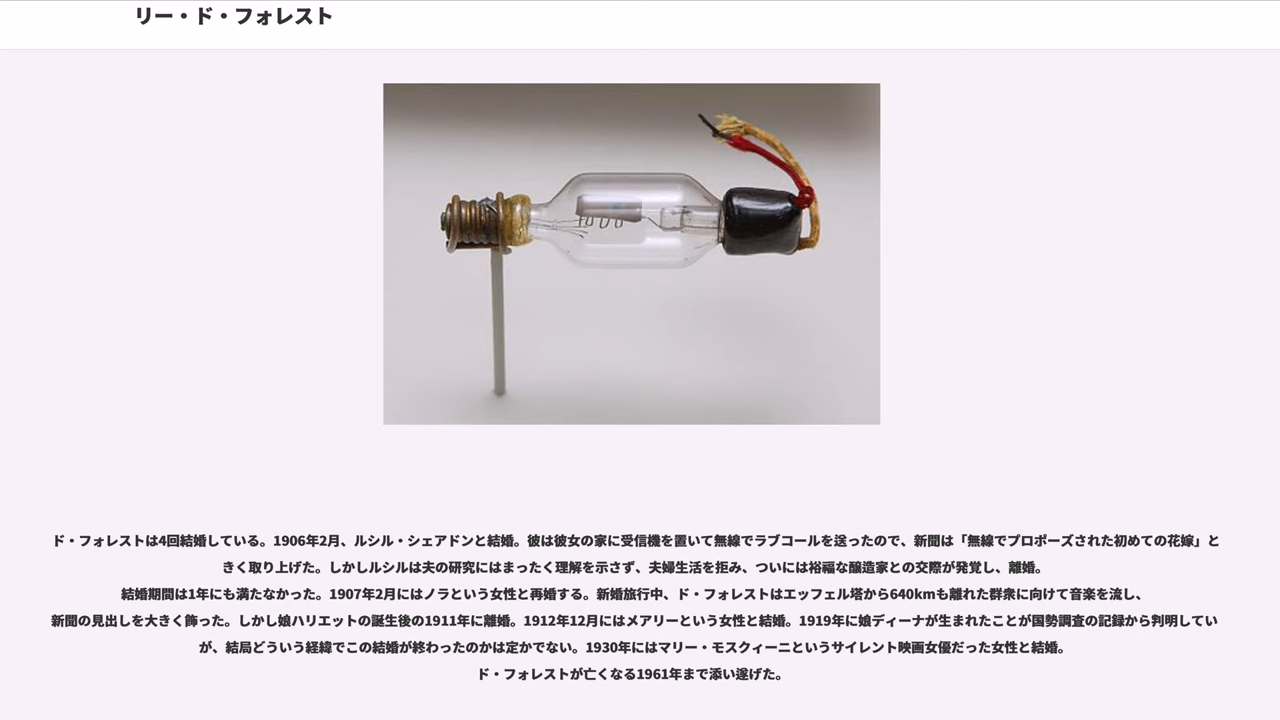 リー・ド・フォレスト
ド・フォレストは4回結婚している。1906年2月、ルシル・シェアドンと結婚。彼は彼女の家に受信機を置いて無線でラブコールを送ったので、新聞は「無線でプロポーズされた初めての花嫁」と
きく取り上げた。しかしルシルは夫の研究にはまったく理解を示さず、夫婦生活を拒み、ついには裕福な醸造家との交際が発覚し、離婚。
結婚期間は1年にも満たなかった。1907年2月にはノラという女性と再婚する。新婚旅行中、ド・フォレストはエッフェル塔から640kmも離れた群衆に向けて音楽を流し、
新聞の見出しを大きく飾った。しかし娘ハリエットの誕生後の1911年に離婚。1912年12月にはメアリーという女性と結婚。1919年に娘ディーナが生まれたことが国勢調査の記録から判明してい
が、結局どういう経緯でこの結婚が終わったのかは定かでない。1930年にはマリー・モスクィーニというサイレント映画女優だった女性と結婚。
ド・フォレストが亡くなる1961年まで添い遂げた。